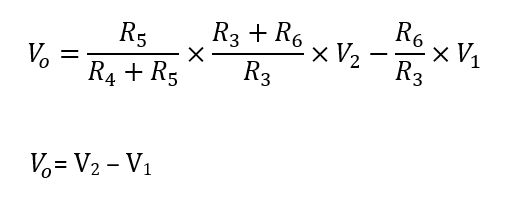 Vₒ = R₅ / (R₄ + R₅) × (R₃ + R₆) / R₃ × V₂ − R₆ / R₃ × V₁
Vₒ= V₂ – V₁